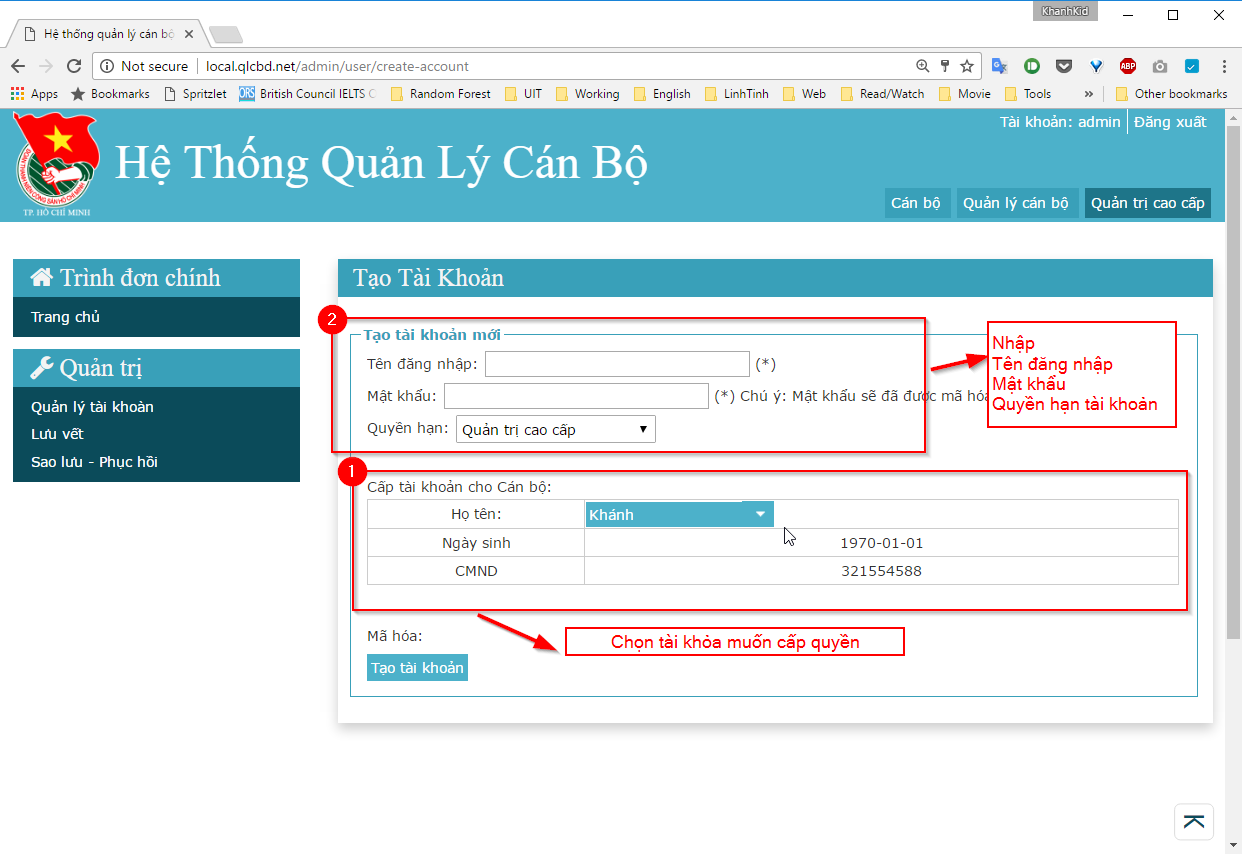 KhanhKid
Hệ thống quản lý cán bộ
Not secure local.qlcbd.net/admin/user/create-account
Apps Bookmarks Spritzlet British Council IELTS Random Forest UIT Working English LinhTinh Web Read/Watch Movie Tools » Other bookmarks
Tài khoản: admin Đăng xuất
Hệ Thống Quản Lý Cán Bộ
TP. HỒ CHÍ MINH
Cán bộ Quản lý cán bộ Quản trị cao cấp
Trình đơn chính
Trang chủ
Quản trị
Quản lý tài khoàn
Lưu vết
Sao lưu - Phục hồi
Tạo Tài Khoản
2
Tạo tài khoản mới
Tên đăng nhập: (*)
Mật khẩu: (*) Chú ý: Mật khẩu sẽ đã được mã hóa
Quyền hạn: Quản trị cao cấp
Nhập
Tên đăng nhập
Mật khẩu
Quyền hạn tài khoản
1
Cấp tài khoản cho Cán bộ:
Họ tên: Khánh
Ngày sinh 1970-01-01
CMND 321554588
Chọn tài khỏa muốn cấp quyền
Mã hóa:
Tạo tài khoản